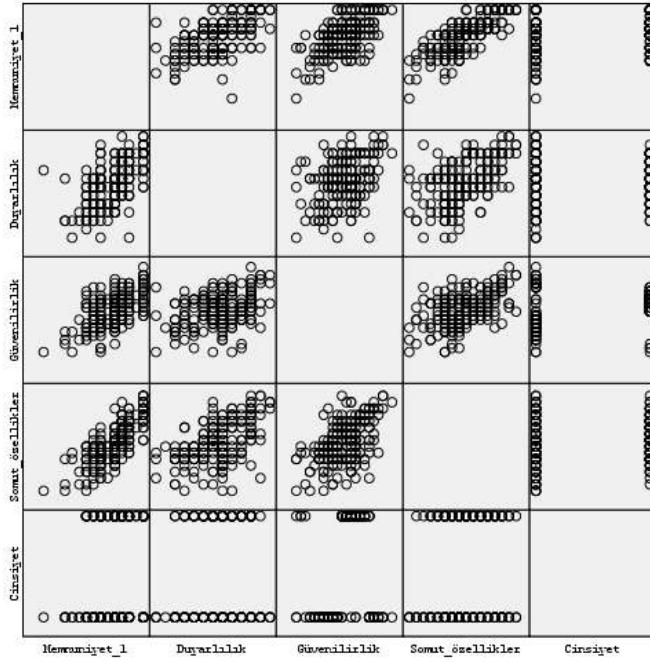 Memnuniyet_1
Duyarlılık
Güvenilirlik
Somut_özellikler
Cinsiyet
Memnuniyet_1 Duyarlılık Güvenilirlik Somut_özellikler Cinsiyet